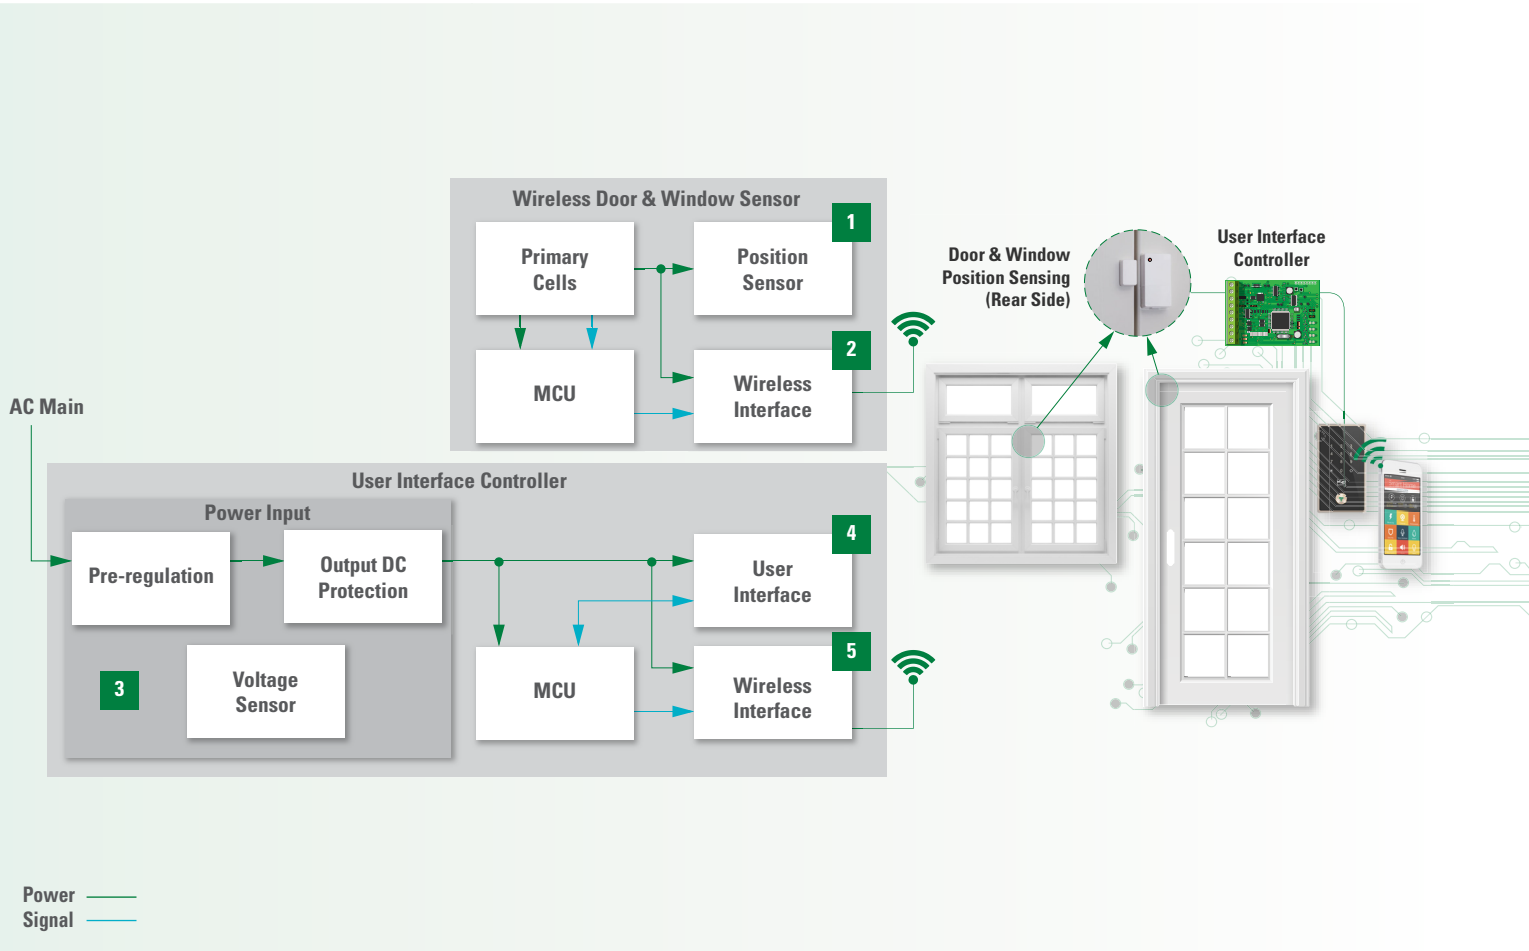 Wireless Door & Window Sensor
1
Primary
Cells
Position
Sensor
2
MCU
Wireless
Interface
Door & Window
Position Sensing
(Rear Side)
User Interface
Controller
AC Main
User Interface Controller
Power Input
Pre-regulation
Output DC
Protection
4
User
Interface
3
Voltage
Sensor
MCU
5
Wireless
Interface
Power
Signal